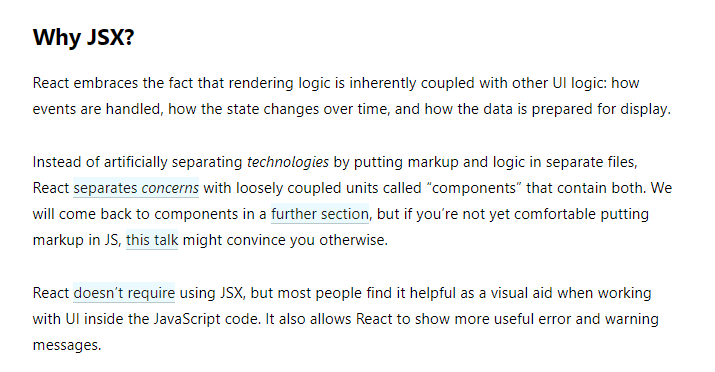 Why JSX?
React embraces the fact that rendering logic is inherently coupled with other UI logic: how
events are handled, how the state changes over time, and how the data is prepared for display.
Instead of artificially separating technologies by putting markup and logic in separate files,
React separates concerns with loosely coupled units called “components” that contain both. We
will come back to components in a further section, but if you’re not yet comfortable putting
markup in JS, this talk might convince you otherwise.
React doesn’t require using JSX, but most people find it helpful as a visual aid when working
with UI inside the JavaScript code. It also allows React to show more useful error and warning
messages.